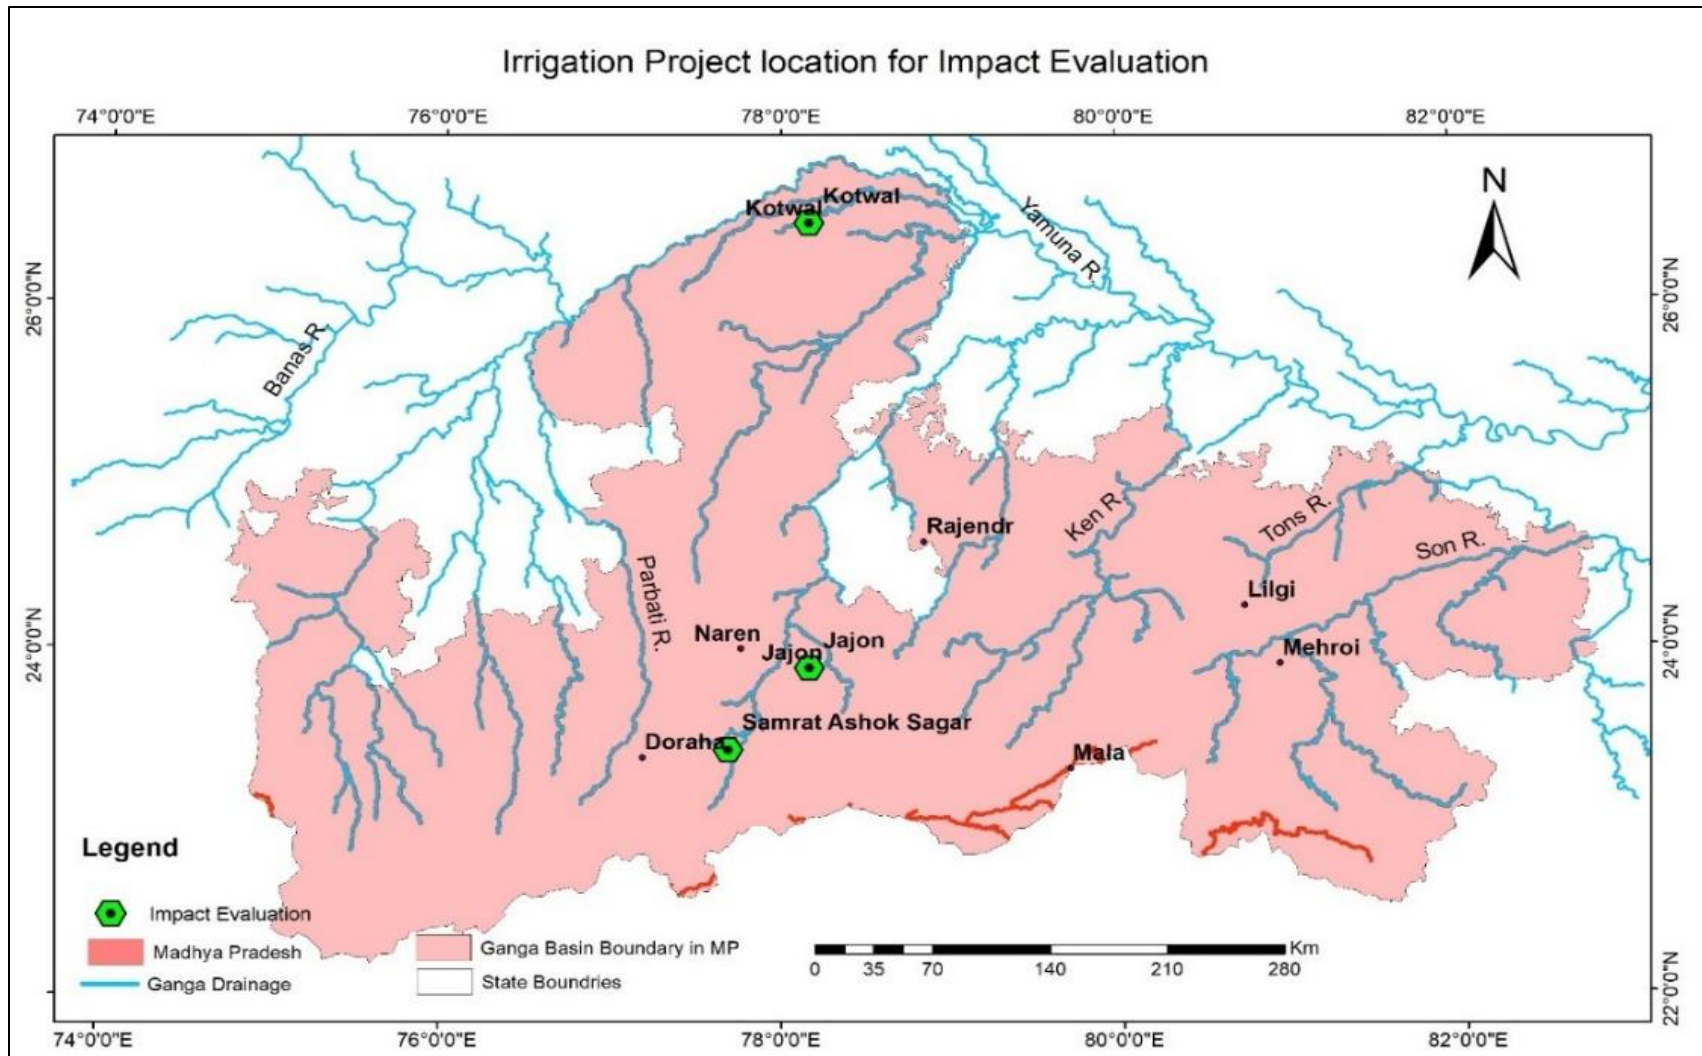 Irrigation Project location for Impact Evaluation
74°0'0"E 76°0'0"E 78°0'0"E 80°0'0"E 82°0'0"E
N
Kotwal
Kotwal
Yamuna R.
26°0'0"N
26°0'0"N
Banas R.
Ken R.
Tons R.
Son R.
Rajendr
Parbati R.
Lilgi
24°0'0"N
24°0'0"N
Naren
Jajon
Jajon
Mehroi
Samrat Ashok Sagar
Doraha
Mala
Legend
Impact Evaluation
Madhya Pradesh
Ganga Drainage
Ganga Basin Boundary in MP
State Boundries
Km
0 35 70 140 210 280
22°0'0"N
74°0'0"E 76°0'0"E 78°0'0"E 80°0'0"E 82°0'0"E